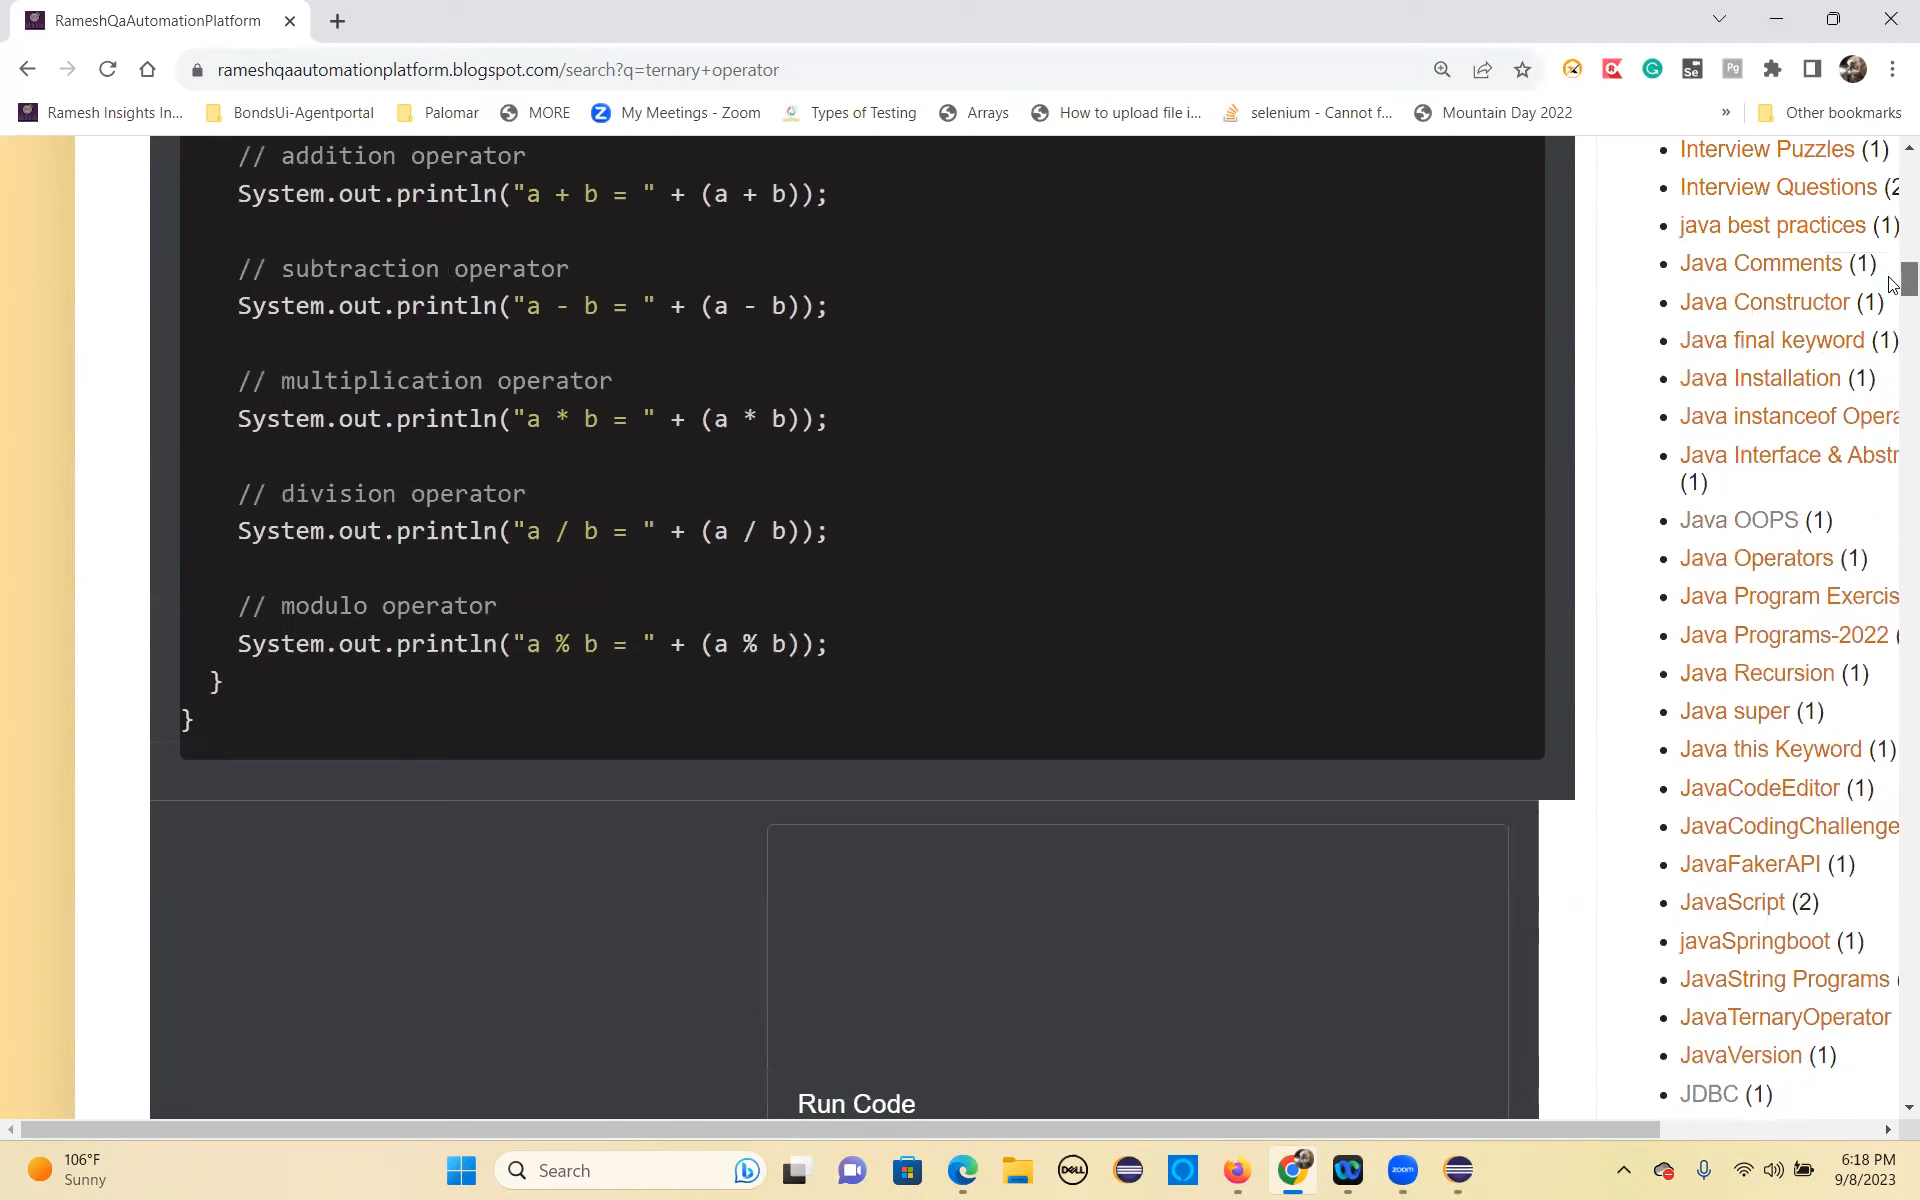 RameshQaAutomationPlatform
rameshqaautomationplatform.blogspot.com/search?q=ternary+operator
Ramesh Insights In...
BondsUi-Agentportal
Palomar
MORE
My Meetings - Zoom
Types of Testing
Arrays
How to upload file i...
selenium - Cannot f...
Mountain Day 2022
»
Other bookmarks
// addition operator
System.out.println("a + b = " + (a + b));
// subtraction operator
System.out.println("a - b = " + (a - b));
// multiplication operator
System.out.println("a * b = " + (a * b));
// division operator
System.out.println("a / b = " + (a / b));
// modulo operator
System.out.println("a % b = " + (a % b));
}
}
Run Code
Interview Puzzles (1)
Interview Questions (2
java best practices (1)
Java Comments (1)
Java Constructor (1)
Java final keyword (1)
Java Installation (1)
Java instanceof Opera
Java Interface & Abstr
(1)
Java OOPS (1)
Java Operators (1)
Java Program Exercis
Java Programs-2022 (
Java Recursion (1)
Java super (1)
Java this Keyword (1)
JavaCodeEditor (1)
JavaCodingChallenge
JavaFakerAPI (1)
JavaScript (2)
javaSpringboot (1)
JavaString Programs (
JavaTernaryOperator
JavaVersion (1)
JDBC (1)
106°F
Sunny
Search
DELL
zoom
6:18 PM
9/8/2023